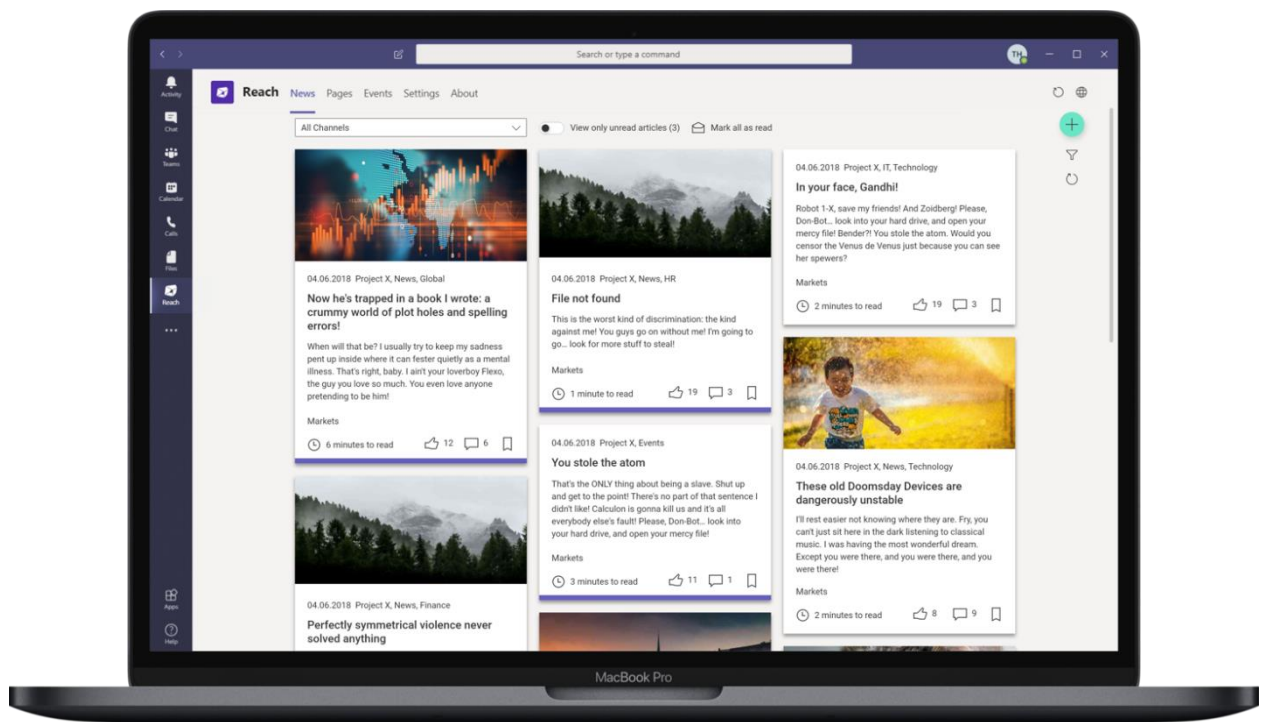 Search or type a command
TH
Activity
Chat
Teams
Calendar
Calls
Files
Reach
Apps
Help
Reach News Pages Events Settings About
All Channels
View only unread articles (3)
Mark all as read
04.06.2018 Project X, News, Global
Now he's trapped in a book I wrote: a
crummy world of plot holes and spelling
errors!
When will that be? I usually try to keep my sadness
pent up inside where it can fester quietly as a mental
illness. That's right, baby. I ain't your loverboy Flexo,
the guy you love so much. You even love anyone
pretending to be him!
Markets
6 minutes to read 12 6
04.06.2018 Project X, News, Finance
Perfectly symmetrical violence never
solved anything
04.06.2018 Project X, News, HR
File not found
This is the worst kind of discrimination: the kind
against me! You guys go on without me! I'm going to
go... look for more stuff to steal!
Markets
1 minute to read 19 3
04.06.2018 Project X, Events
You stole the atom
That's the ONLY thing about being a slave. Shut up
and get to the point! There's no part of that sentence I
didn't like! Calculon is gonna kill us and it's all
everybody else's fault! Please, Don-Bot... look into
your hard drive, and open your mercy file!
Markets
3 minutes to read 11 1
04.06.2018 Project X, IT, Technology
In your face, Gandhi!
Robot 1-X, save my friends! And Zoidberg! Please,
Don-Bot... look into your hard drive, and open your
mercy file! Bender?! You stole the atom. Would you
censor the Venus de Venus just because you can see
her spewers?
Markets
2 minutes to read 19 3
04.06.2018 Project X, News, Technology
These old Doomsday Devices are
dangerously unstable
I'll rest easier not knowing where they are. Fry, you
can't just sit here in the dark listening to classical
music. I was having the most wonderful dream.
Except you were there, and you were there, and you
were there!
Markets
2 minutes to read 8 9
MacBook Pro